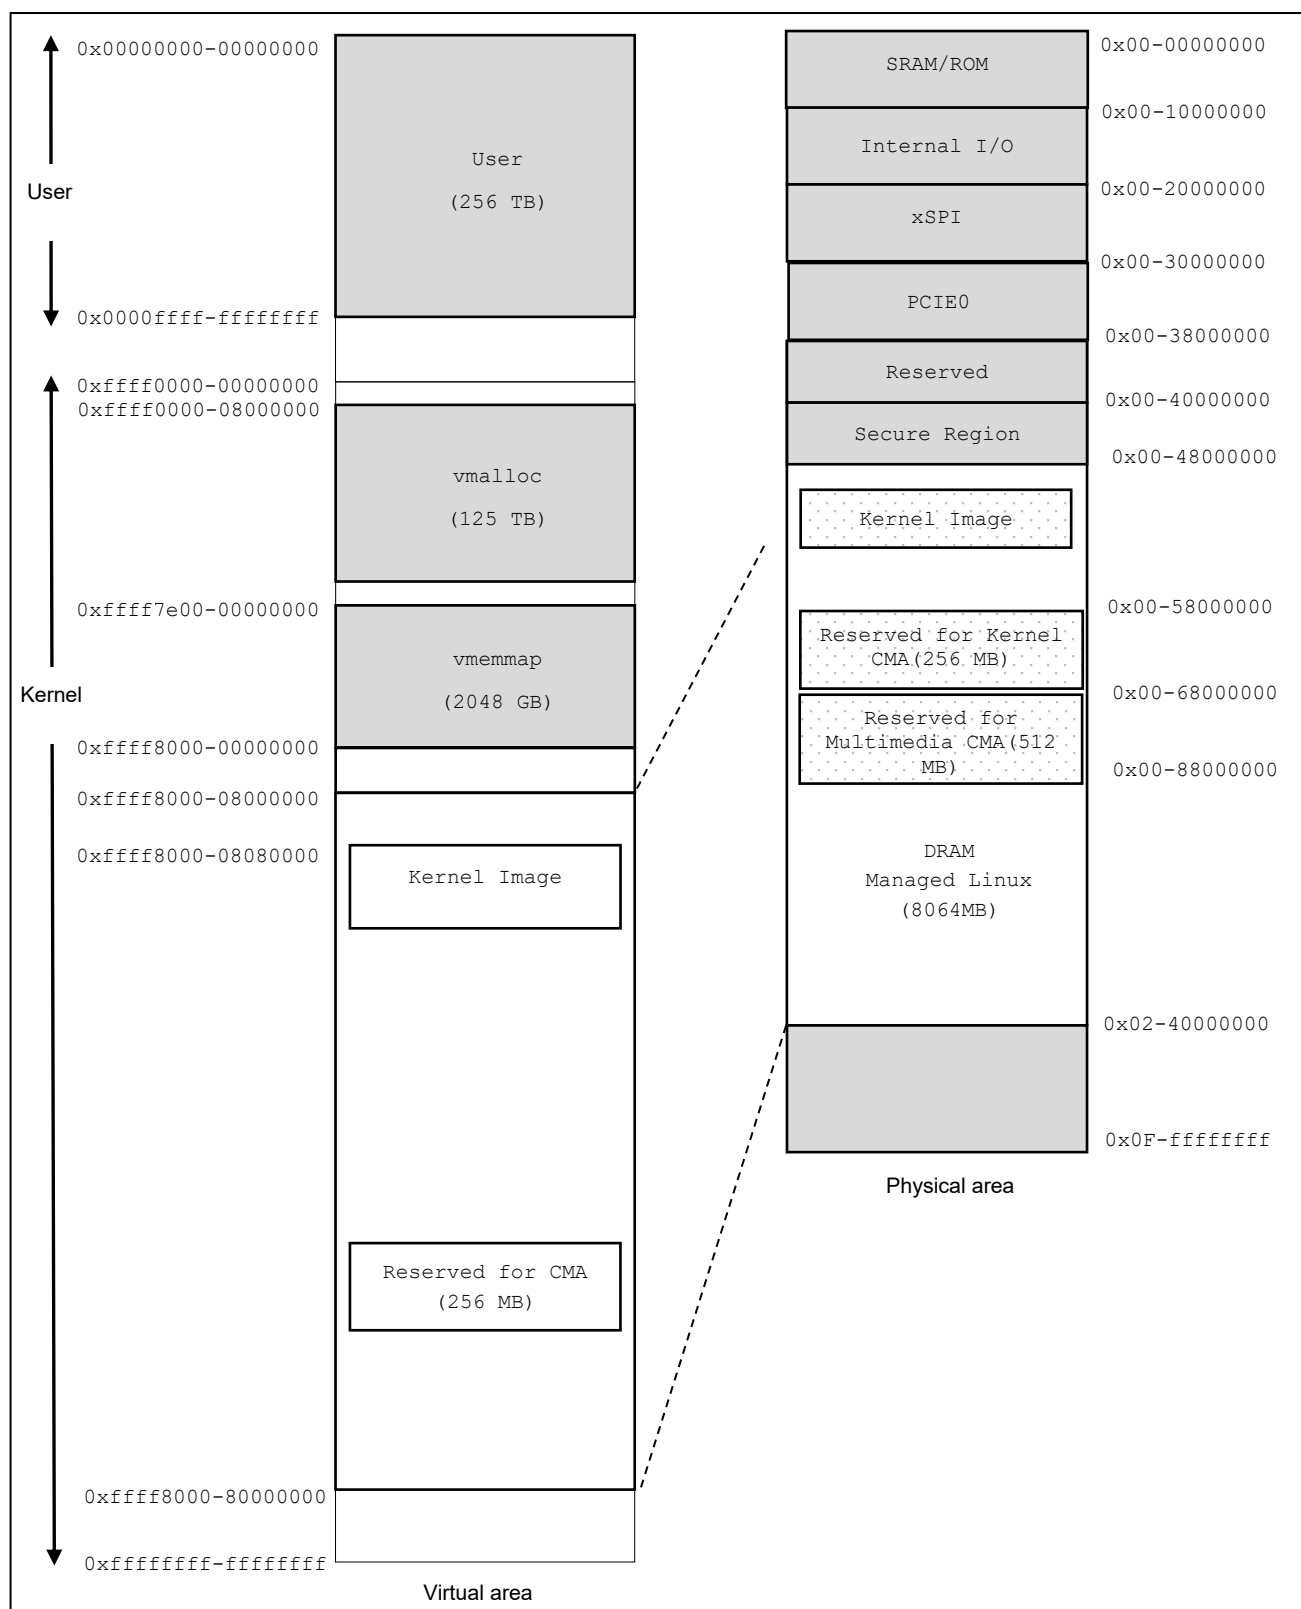 0x00000000-00000000
User
(256 TB)
User
0x0000ffff-ffffffff
0xffff0000-00000000
0xffff0000-08000000
vmalloc
(125 TB)
0xffff7e00-00000000
vmemmap
(2048 GB)
Kernel
0xffff8000-00000000
0xffff8000-08000000
0xffff8000-08080000
Kernel Image
Reserved for CMA
(256 MB)
0xffff8000-80000000
0xffffffff-ffffffff
Virtual area
0x00-00000000
SRAM/ROM
0x00-10000000
Internal I/O
0x00-20000000
xSPI
0x00-30000000
PCIE0
0x00-38000000
Reserved
0x00-40000000
Secure Region
0x00-48000000
Kernel Image
0x00-58000000
Reserved for Kernel
CMA(256 MB)
0x00-68000000
Reserved for
Multimedia CMA(512
MB)
0x00-88000000
DRAM
Managed Linux
(8064MB)
0x02-40000000
0x0F-ffffffff
Physical area